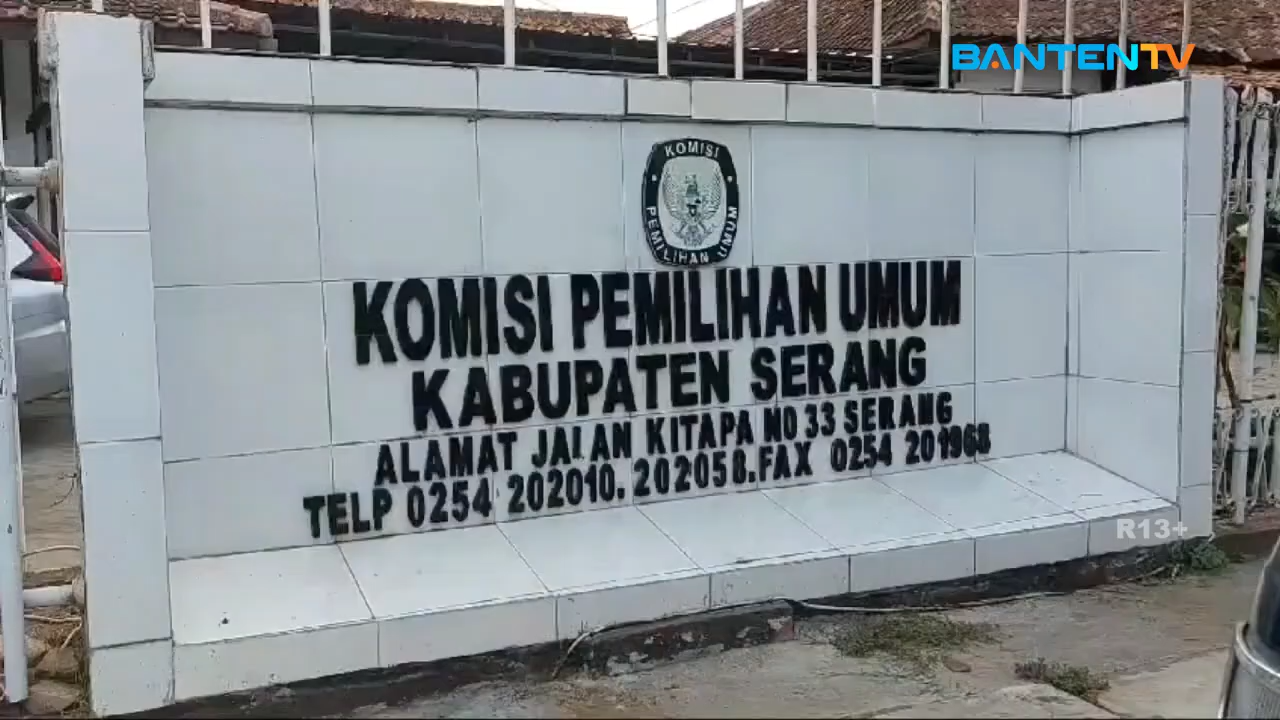 BANTENTV
KOMISI
PEMILIHAN UMUM
KOMISI PEMILIHAN UMUM
KABUPATEN SERANG
ALAMAT JALAN KITAPA NO 33 SERANG
TELP 0254 202010. 202058.FAX 0254 201968
R13+